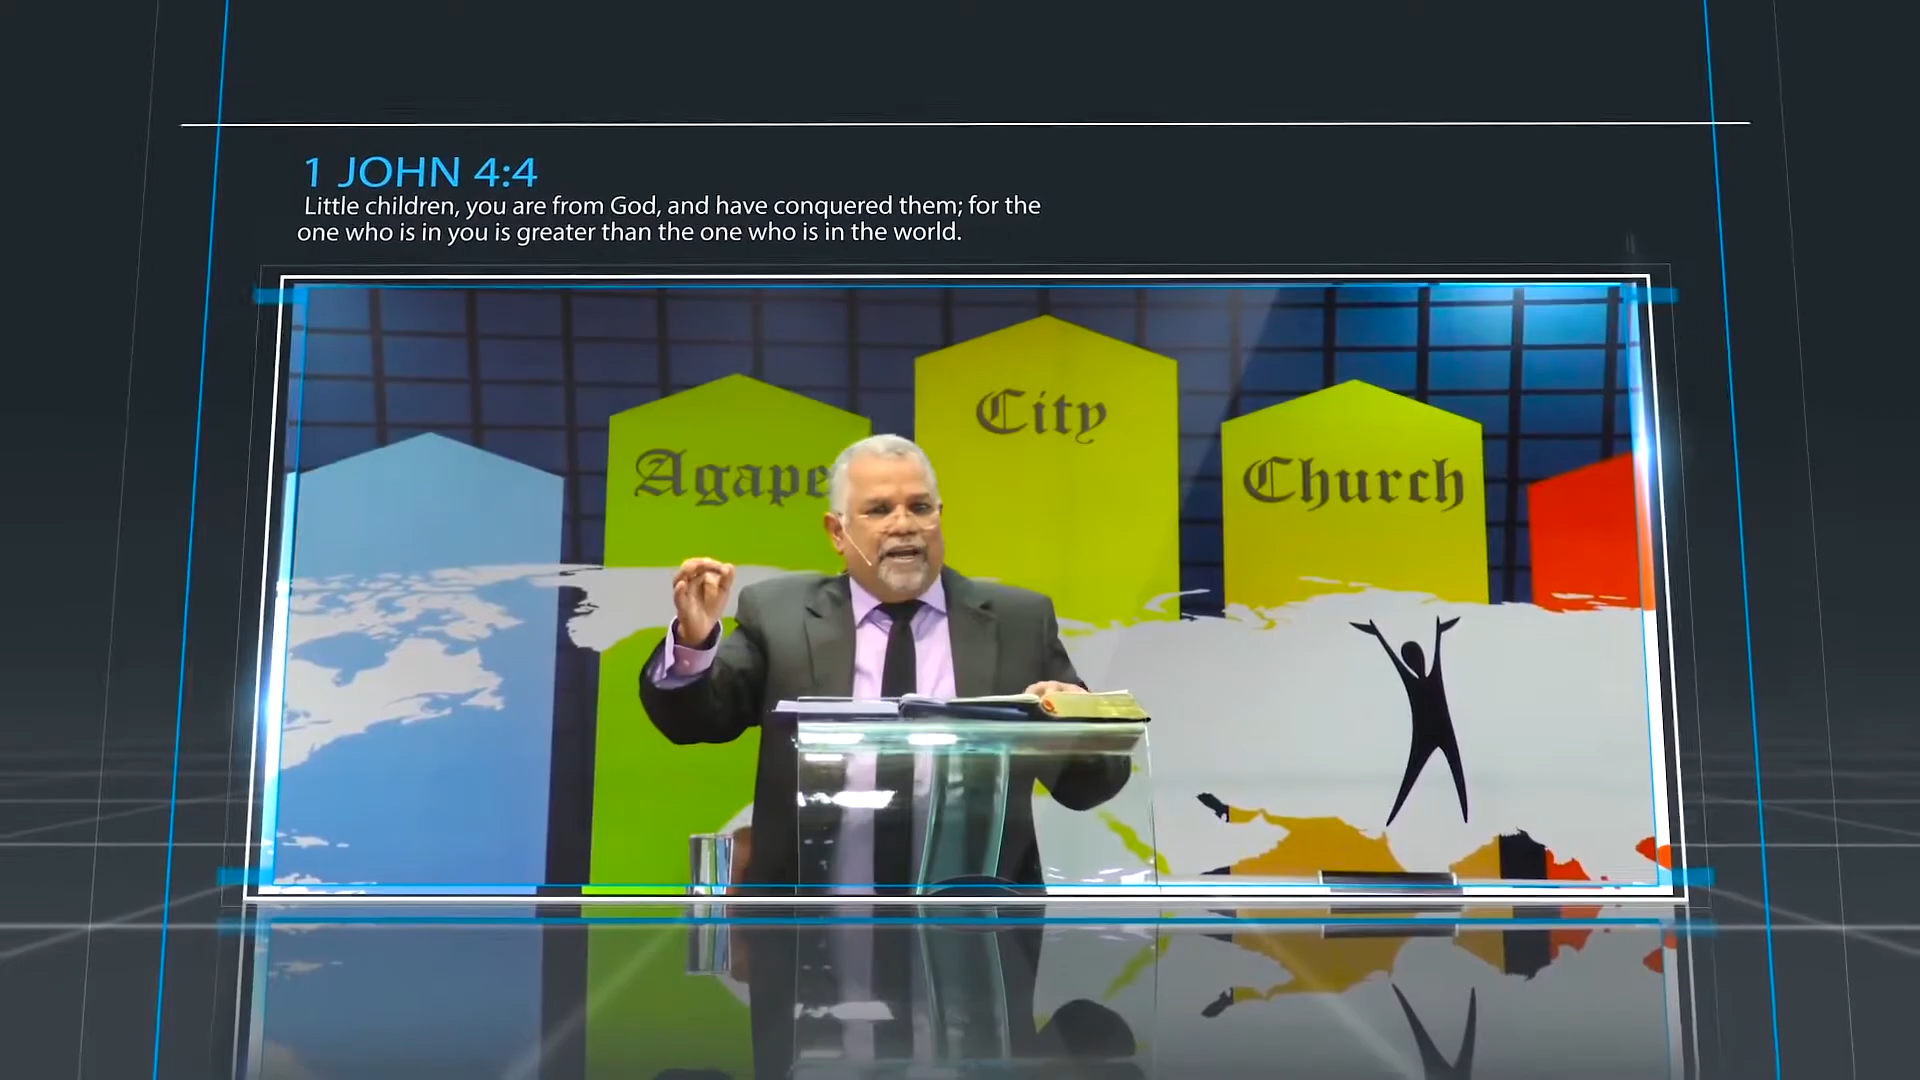 1 JOHN 4:4
Little children, you are from God, and have conquered them; for the
one who is in you is greater than the one who is in the world.
Agape
City
Church